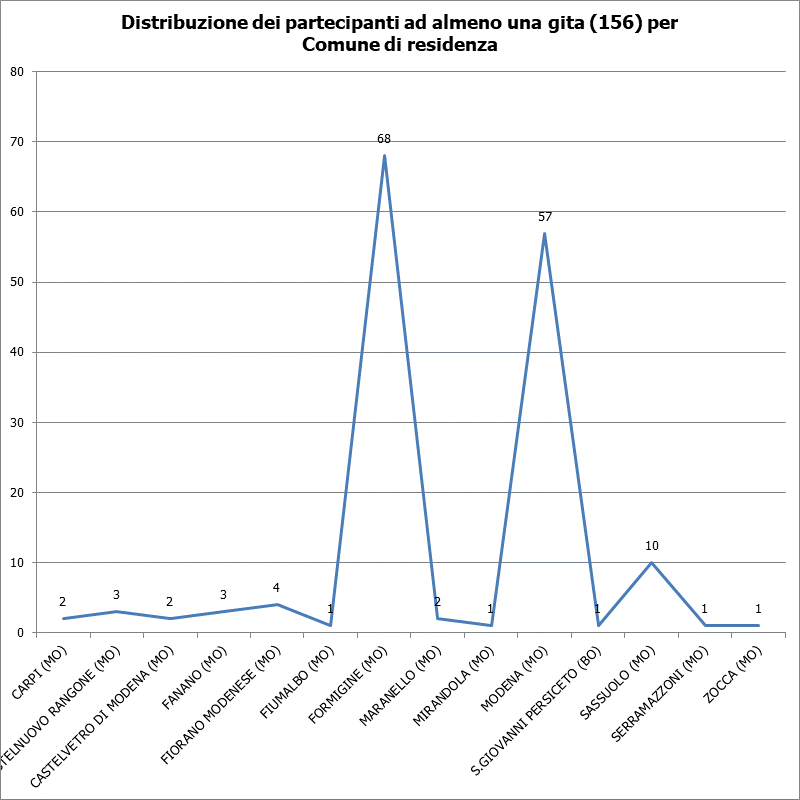 Distribuzione dei partecipanti ad almeno una gita (156) per
Comune di residenza
80
70
60
50
40
30
20
10
0
2
3
2
3
4
1
68
2
1
57
1
10
1
1
CARPI (MO)
TELNUOVO RANGONE (MO)
CASTELVETRO DI MODENA (MO)
FANANO (MO)
FIORANO MODENESE (MO)
FIUMALBO (MO)
FORMIGINE (MO)
MARANELLO (MO)
MIRANDOLA (MO)
MODENA (MO)
S.GIOVANNI PERSICETO (BO)
SASSUOLO (MO)
SERRAMAZZONI (MO)
ZOCCA (MO)